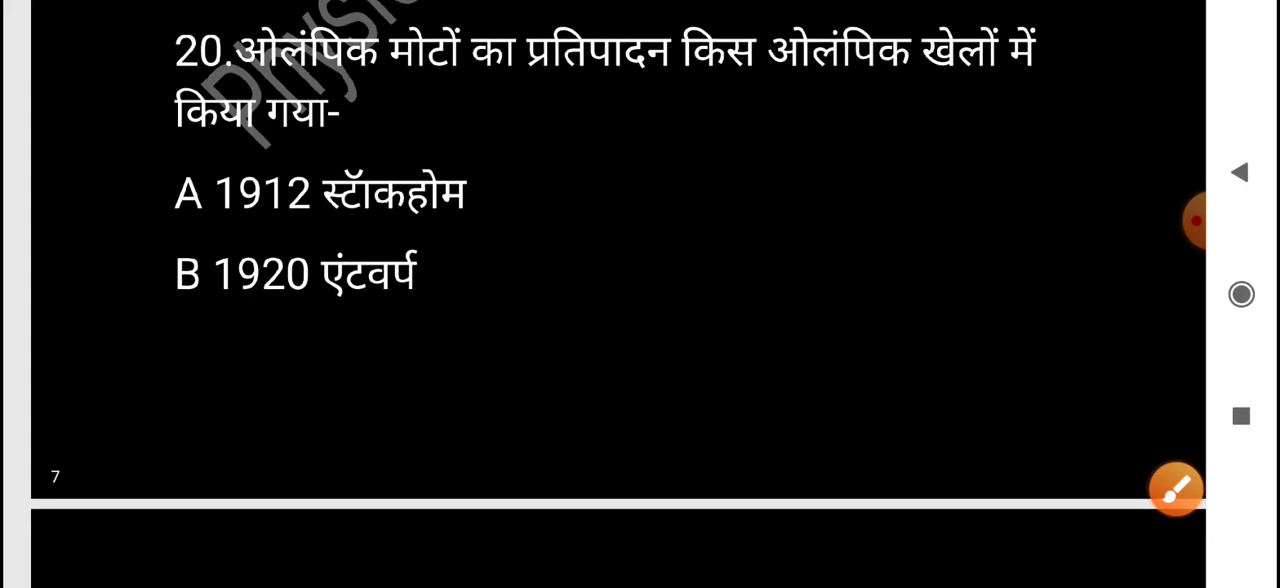 20.ओलंपिक मोटों का प्रतिपादन किस ओलंपिक खेलों में
किया गया-
A 1912 स्टॉकहोम
B 1920 एंटवर्प
7